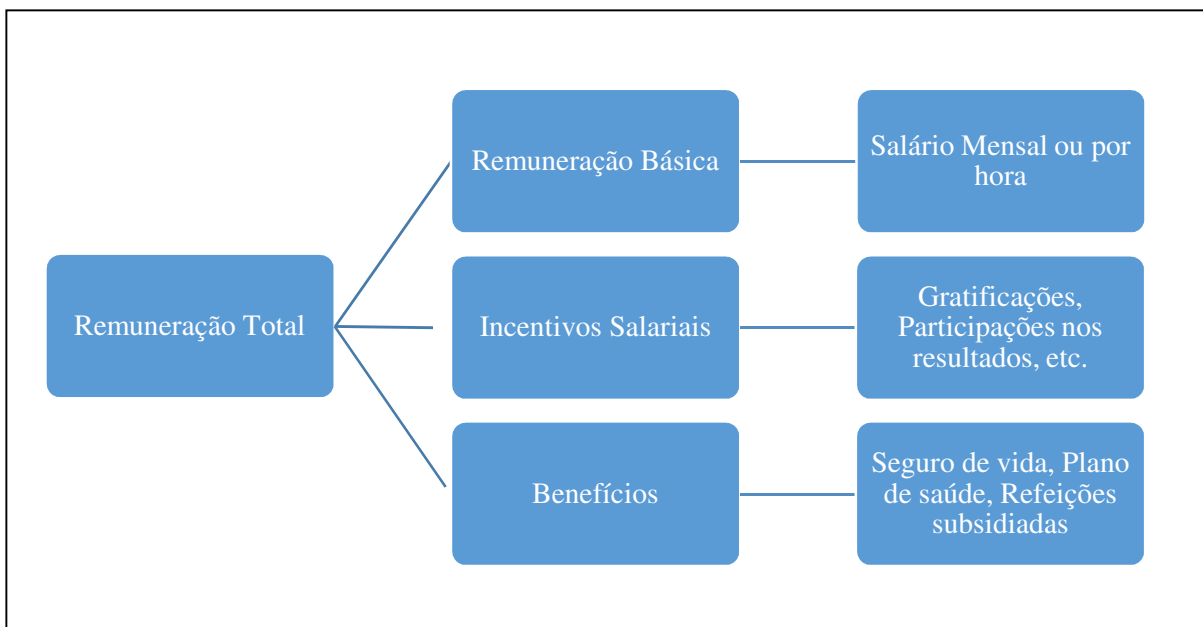 Remuneração Total
Remuneração Básica
Salário Mensal ou por
hora
Incentivos Salariais
Gratificações,
Participações nos
resultados, etc.
Benefícios
Seguro de vida, Plano
de saúde, Refeições
subsidiadas